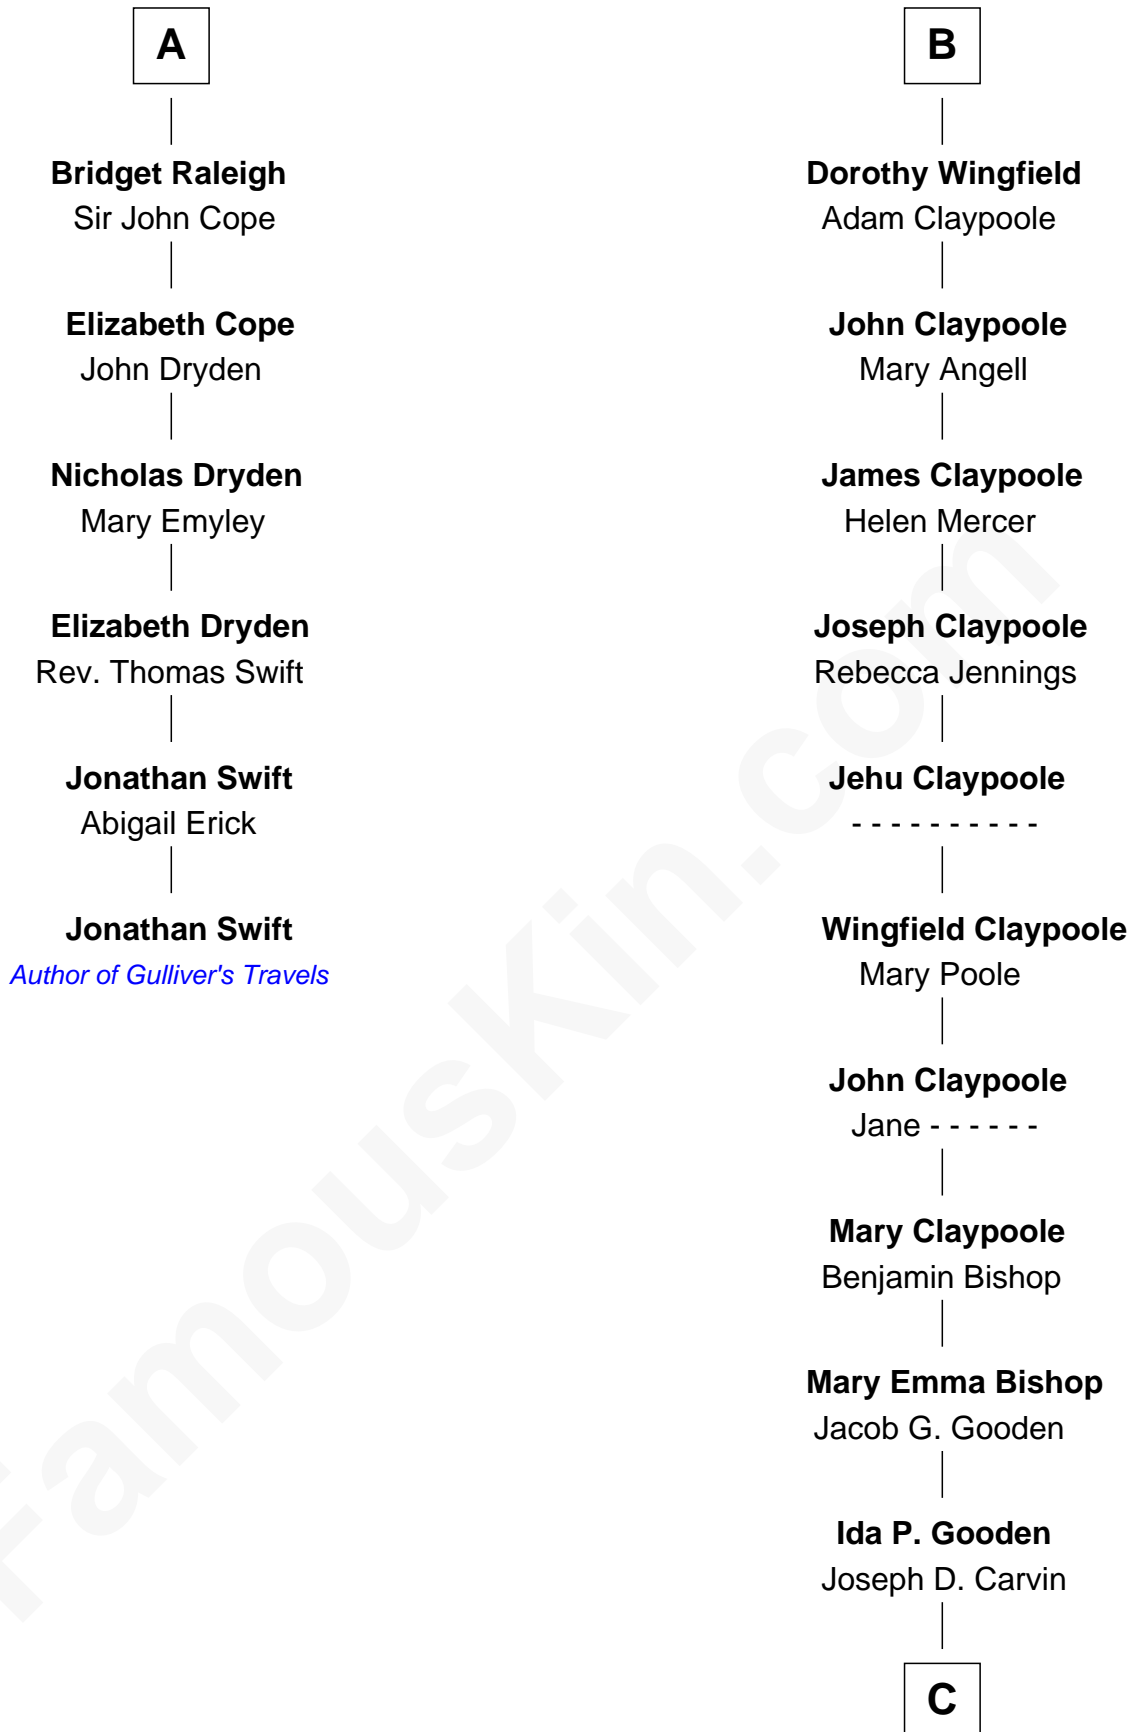 A
Bridget Raleigh
Sir John Cope
Elizabeth Cope
John Dryden
Nicholas Dryden
Mary Emyley
Elizabeth Dryden
Rev. Thomas Swift
Jonathan Swift
Abigail Erick
Jonathan Swift
Author of Gulliver's Travels
B
Dorothy Wingfield
Adam Claypoole
John Claypoole
Mary Angell
James Claypoole
Helen Mercer
Joseph Claypoole
Rebecca Jennings
Jehu Claypoole
- - - - - - - - - -
Wingfield Claypoole
Mary Poole
John Claypoole
Jane - - - - - -
Mary Claypoole
Benjamin Bishop
Mary Emma Bishop
Jacob G. Gooden
Ida P. Gooden
Joseph D. Carvin
C
FamousKin.com